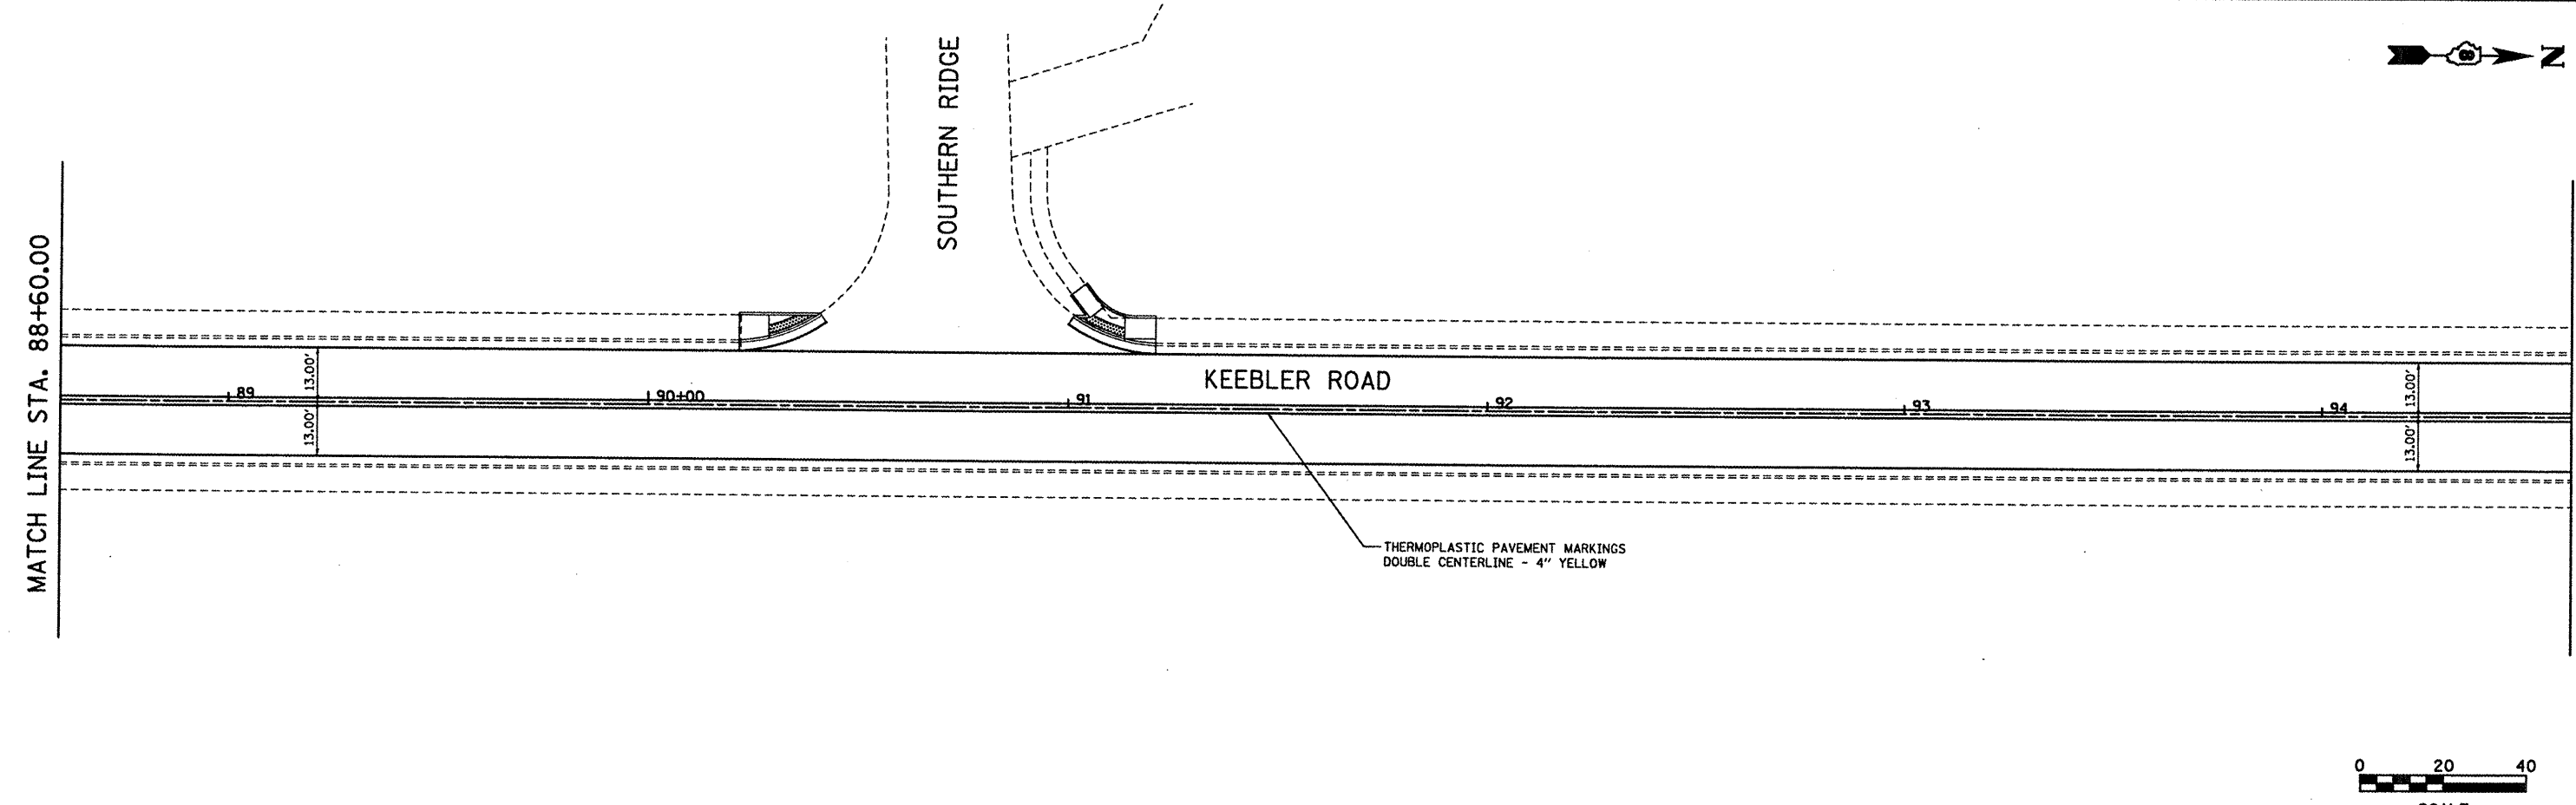 N
SOUTHERN RIDGE
MATCH LINE STA. 88+60.00
13.00'
13.00'
KEEBLER ROAD
13.00'
13.00'
89
90+00
91
92
93
94
THERMOPLASTIC PAVEMENT MARKINGS
DOUBLE CENTERLINE - 4" YELLOW
0 20 40